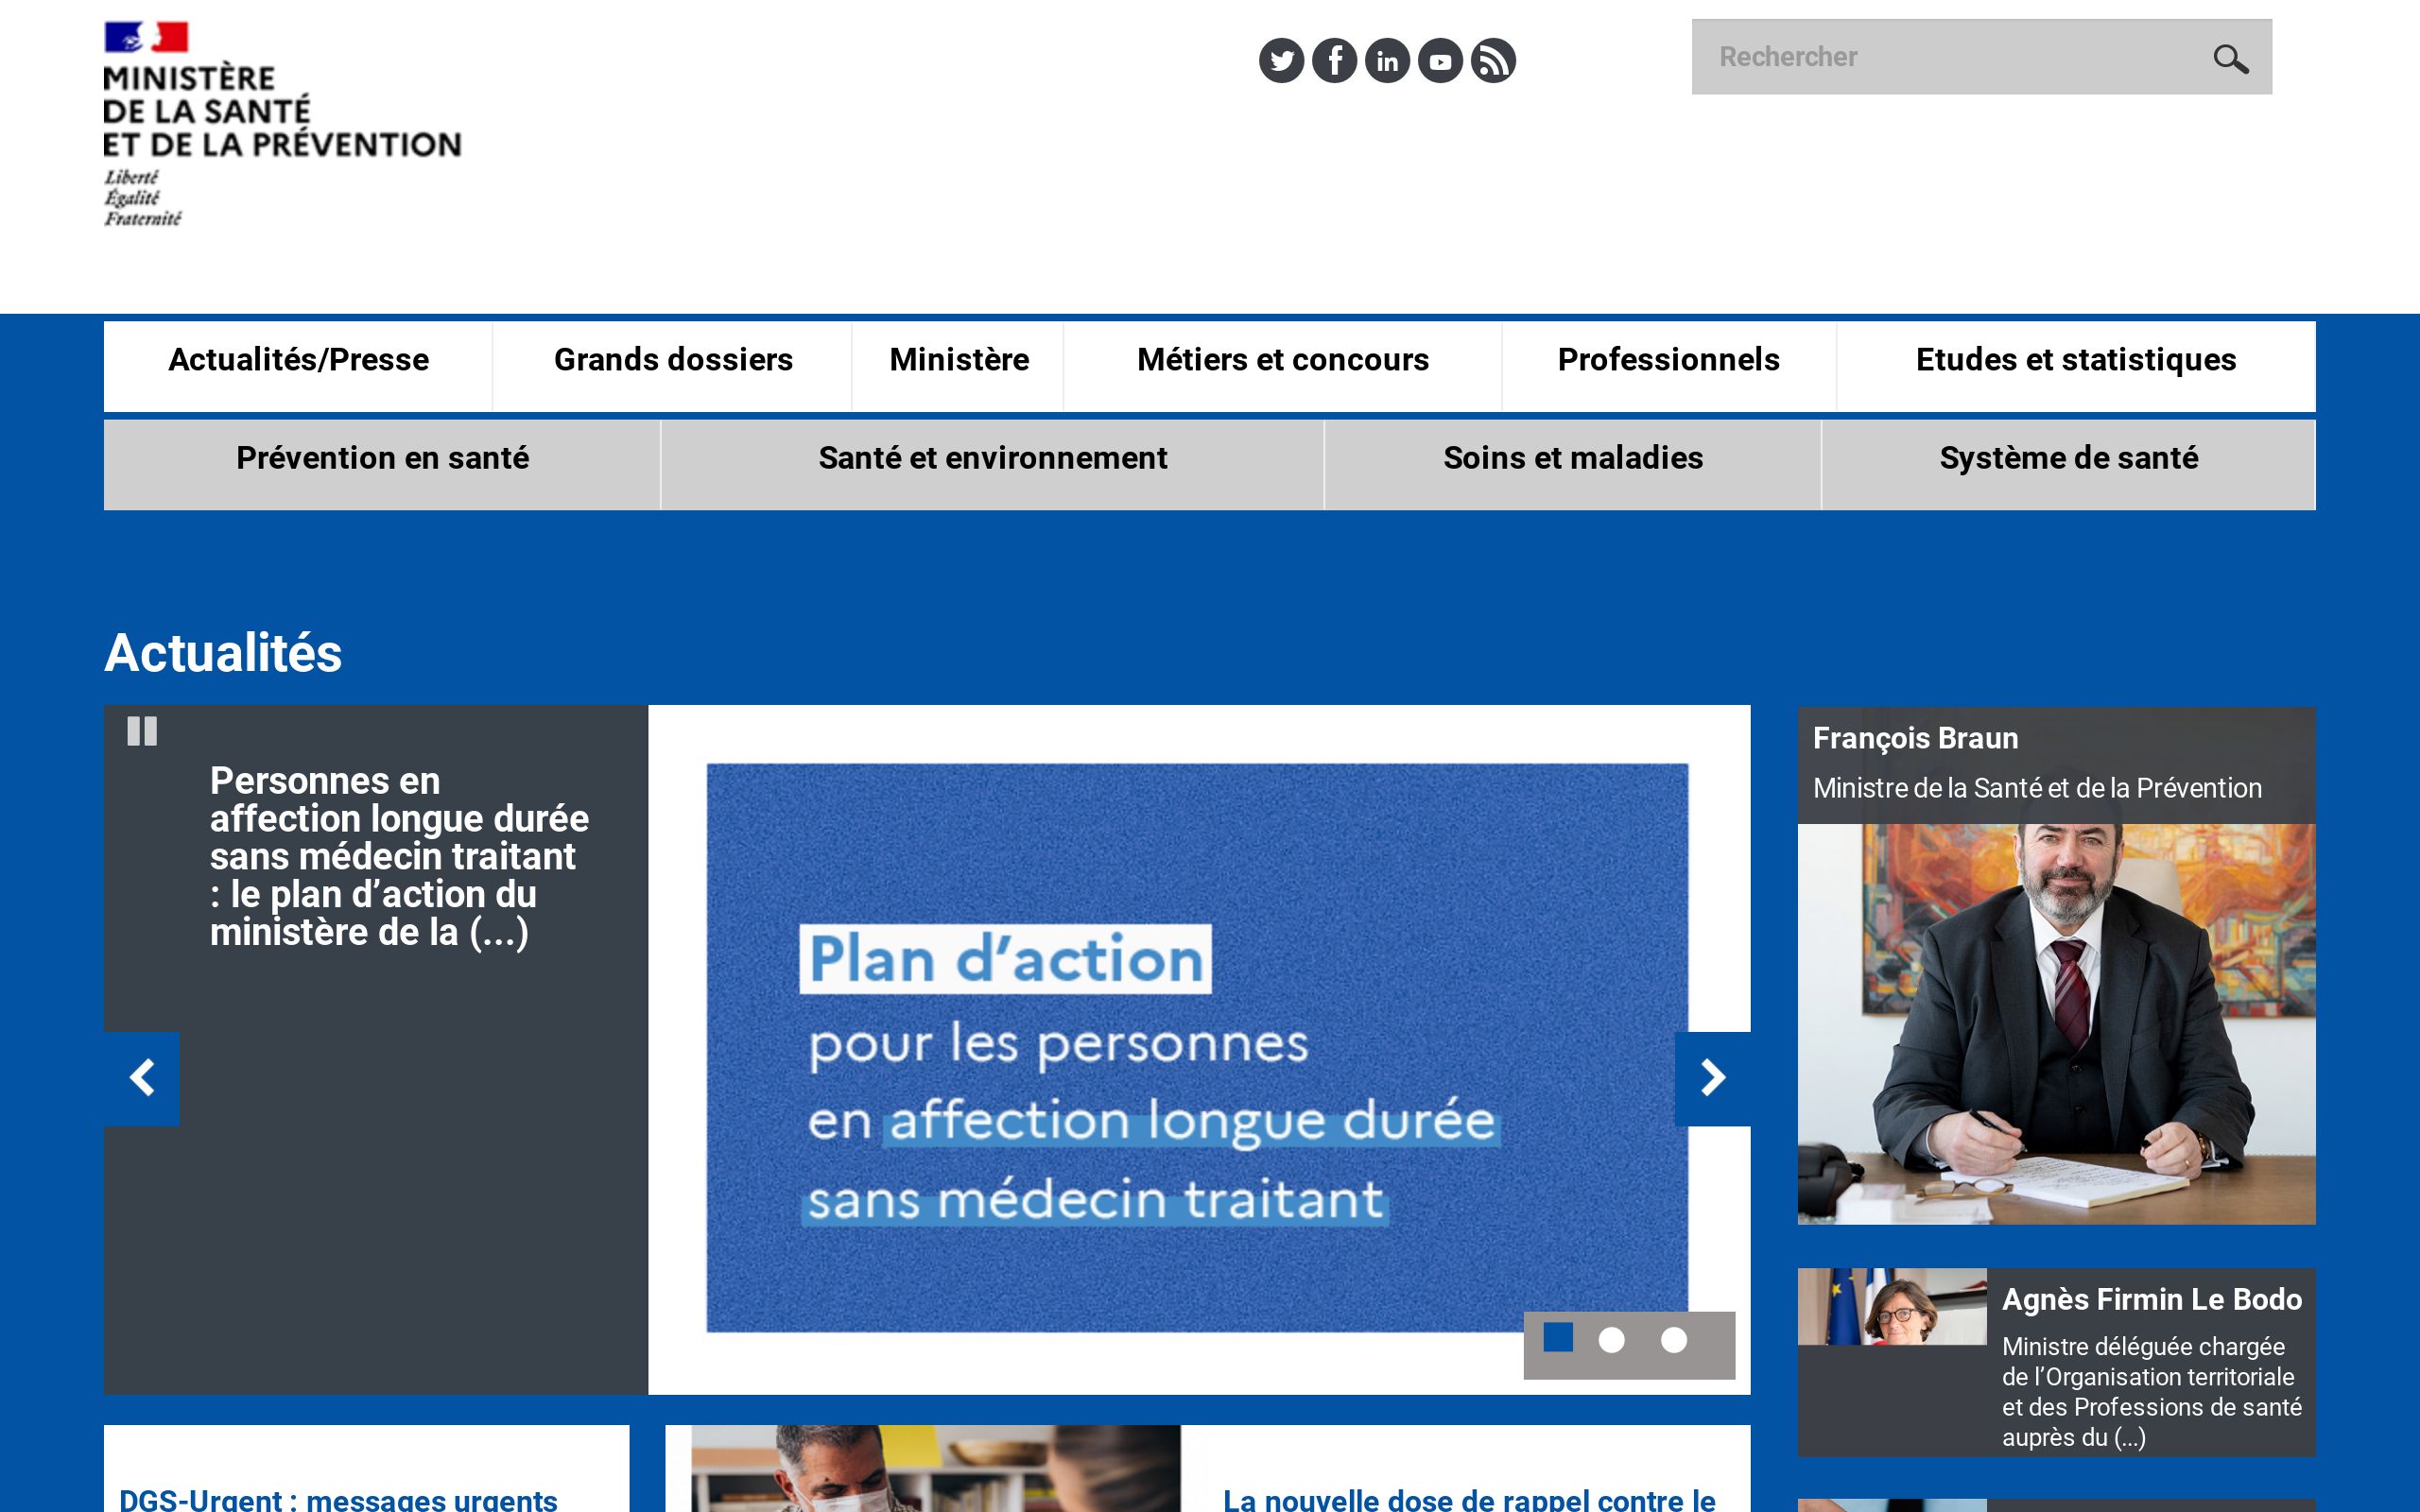 MINISTÈRE
DE LA SANTÉ
ET DE LA PRÉVENTION
Liberté
Égalité
Fraternité
Rechercher
Actualités/Presse
Grands dossiers
Ministère
Métiers et concours
Professionnels
Etudes et statistiques
Prévention en santé
Santé et environnement
Soins et maladies
Système de santé
Actualités
Personnes en
affection longue durée
sans médecin traitant
: le plan d’action du
ministère de la (...)
Plan d’action
pour les personnes
en affection longue durée
sans médecin traitant
François Braun
Ministre de la Santé et de la Prévention
Agnès Firmin Le Bodo
Ministre déléguée chargée
de l’Organisation territoriale
et des Professions de santé
auprès du (...)
DGS-Urgent : messages urgents
La nouvelle dose de rappel contre le